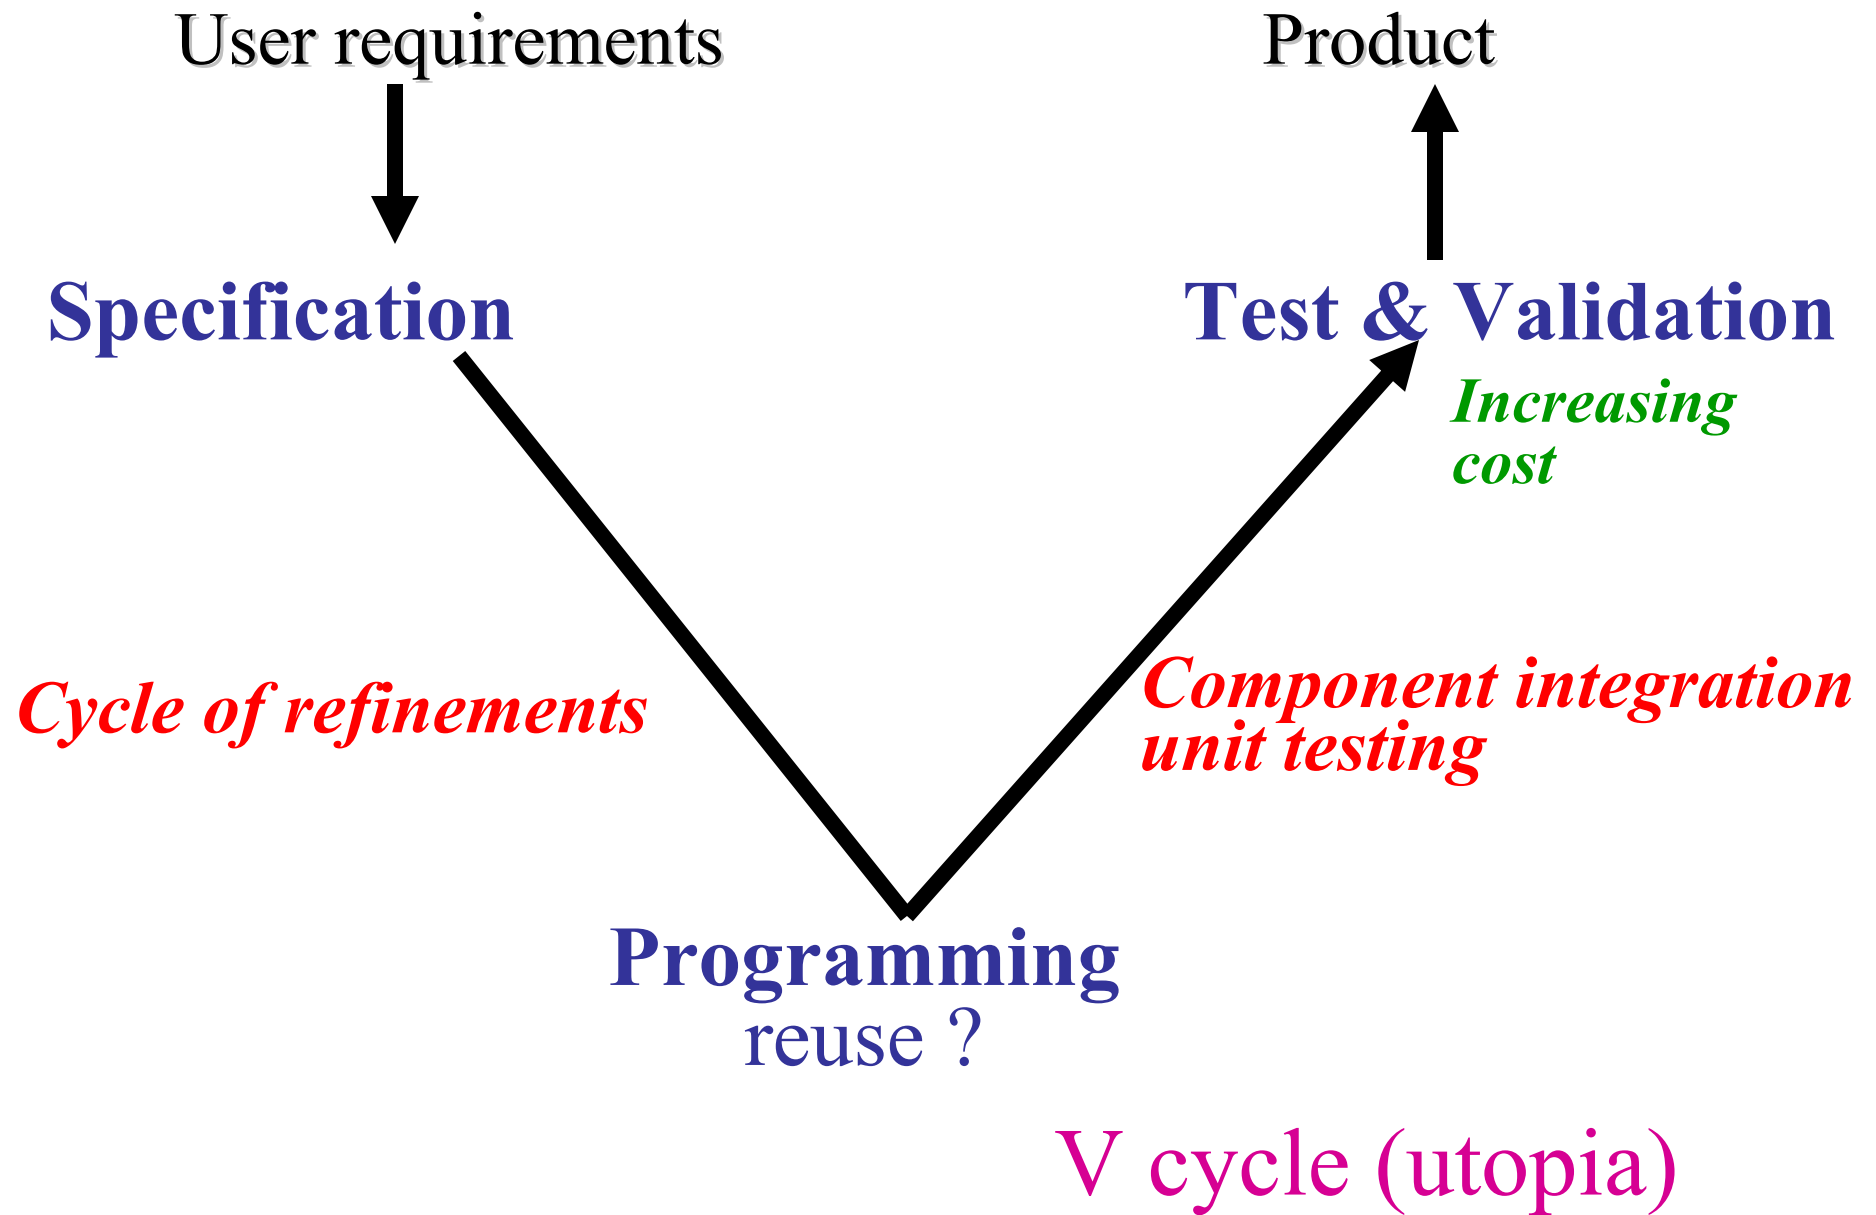 User requirements
Product
Specification
Test & Validation
Increasing
cost
Cycle of refinements
Component integration
unit testing
Programming
reuse ?
V cycle (utopia)